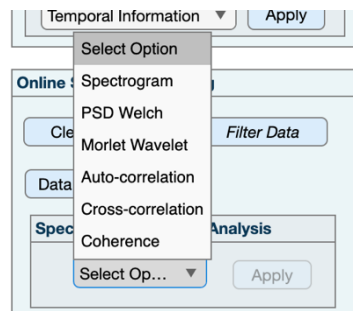 Temporal Information ▼ Apply
Select Option
Spectrogram
PSD Welch
Morlet Wavelet
Auto-correlation
Cross-correlation
Coherence
Online
Cle
Filter Data
Data
Spec
Analysis
Select Op... ▼ Apply